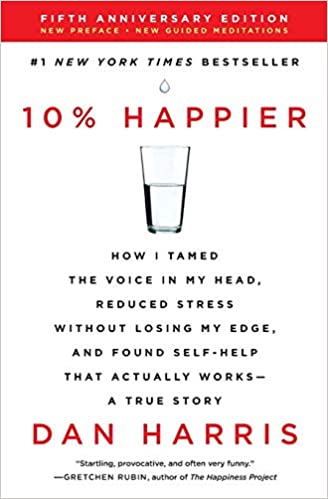 FIFTH ANNIVERSARY EDITION
NEW PREFACE • NEW GUIDED MEDITATIONS
#1 NEW YORK TIMES BESTSELLER
10% HAPPIER
HOW I TAMED
THE VOICE IN MY HEAD,
REDUCED STRESS
WITHOUT LOSING MY EDGE,
AND FOUND SELF-HELP
THAT ACTUALLY WORKS—
A TRUE STORY
DAN HARRIS
"Startling, provocative, and often very funny."
—GRETCHEN RUBIN, author of The Happiness Project